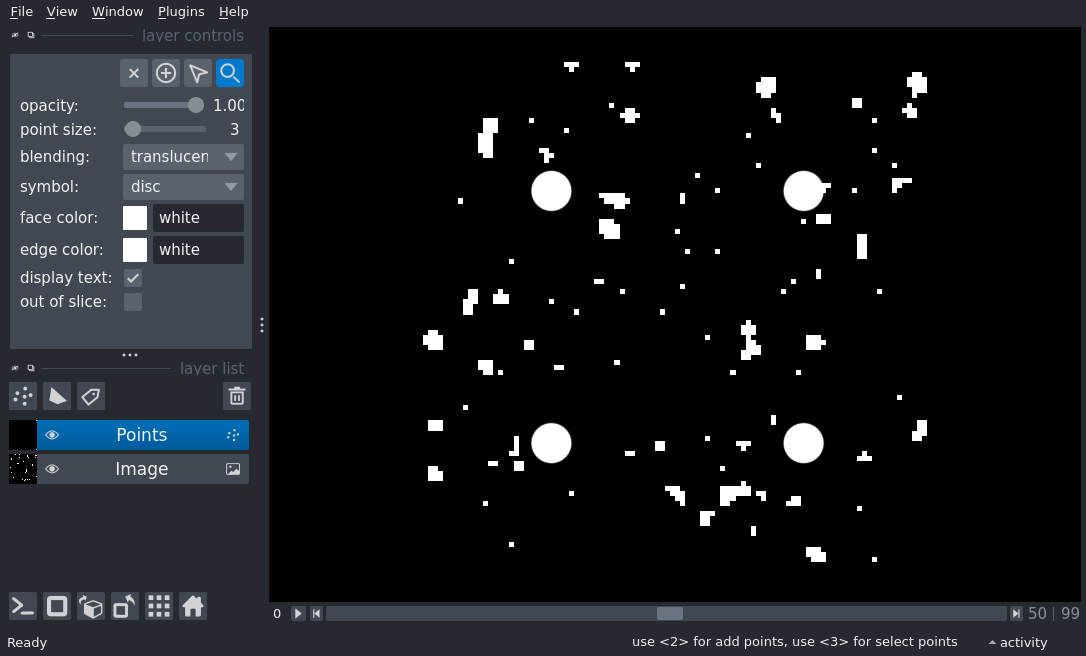 File View Window Plugins Help
layer controls
opacity: 1.00
point size: 3
blending: translucen
symbol: disc
face color: white
edge color: white
display text:
out of slice:
layer list
Points
Image
0 50 | 99
Ready use <2> for add points, use <3> for select points activity